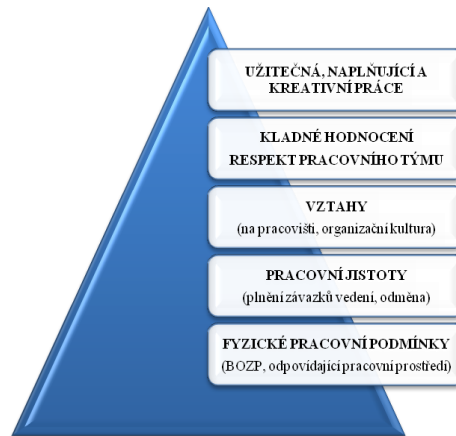 UŽITEČNÁ, NAPLŇUJÍCÍ A
KREATIVNÍ PRÁCE
KLADNÉ HODNOCENÍ
RESPEKT PRACOVNÍHO TÝMU
VZTAHY
(na pracovišti, organizační kultura)
PRACOVNÍ JISTOTY
(plnění závazků vedení, odměna)
FYZICKÉ PRACOVNÍ PODMÍNKY
(BOZP, odpovídající pracovní prostředí)